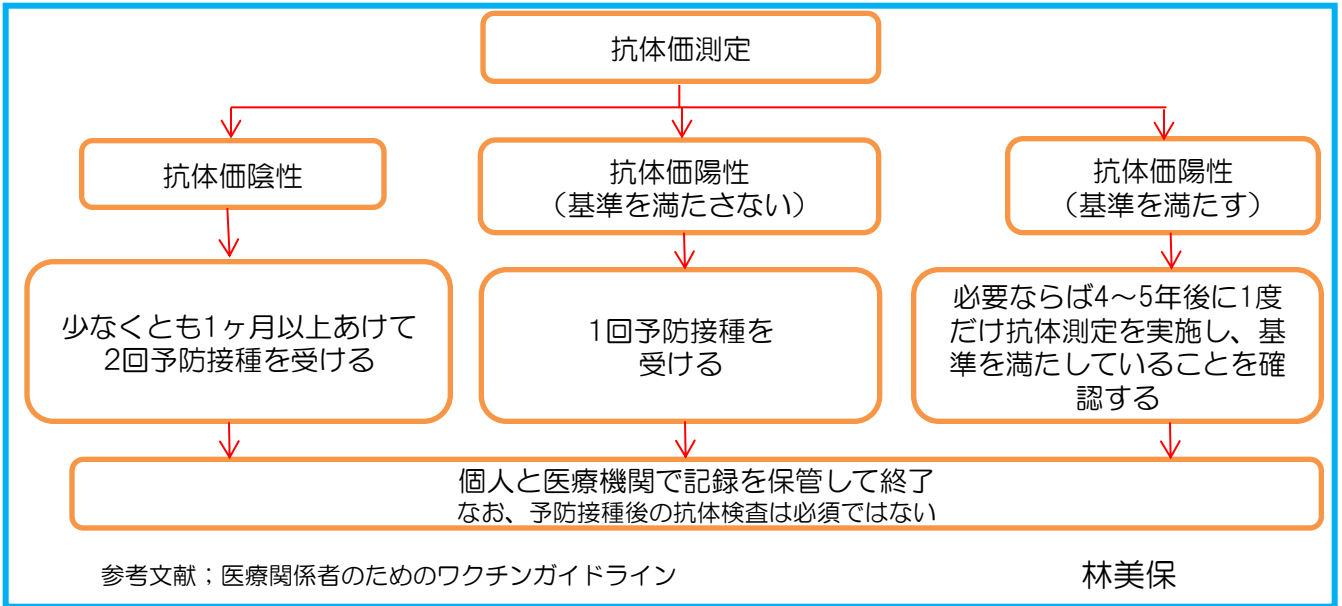 抗体価測定
抗体価陰性
抗体価陽性
（基準を満たさない）
抗体価陽性
（基準を満たす）
少なくとも1ヶ月以上あけて
2回予防接種を受ける
1回予防接種を
受ける
必要ならば4～5年後に1度
だけ抗体測定を実施し、基
準を満たしていることを確
認する
個人と医療機関で記録を保管して終了
なお、予防接種後の抗体検査は必須ではない
参考文献；医療関係者のためのワクチンガイドライン
林美保